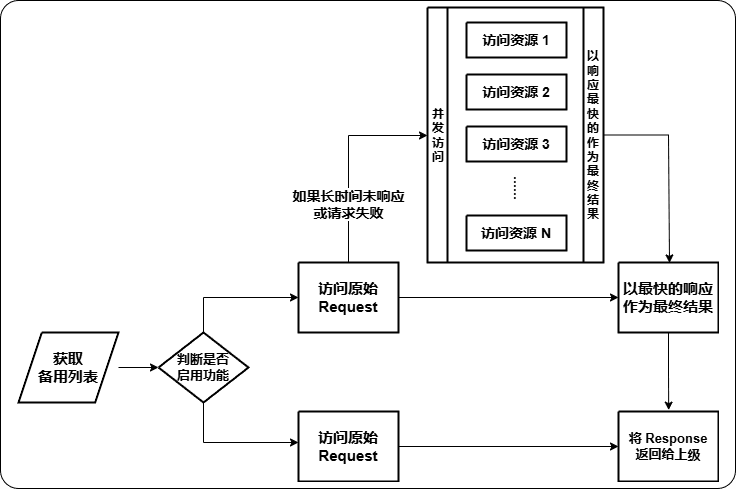 访问资源 1
访问资源 2
访问资源 3
······
访问资源 N
并发访问
以响应最快的作为最终结果
如果长时间未响应
或请求失败
访问原始
Request
以最快的响应
作为最终结果
获取
备用列表
判断是否
启用功能
访问原始
Request
将 Response
返回给上级